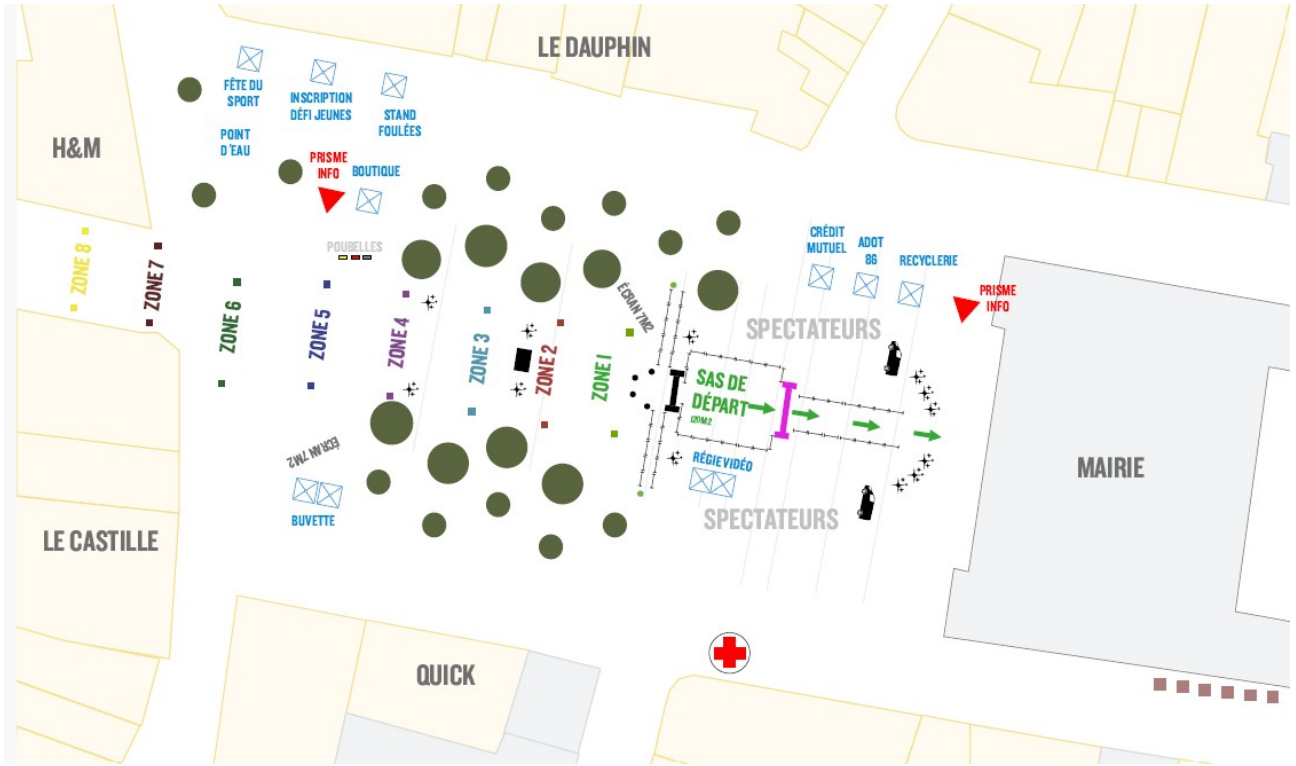 LE DAUPHIN
FÊTE DU
SPORT
INSCRIPTION
DÉFI JEUNES
STAND
FOULÉES
POINT
D'EAU
H&M
PRISME
INFO
BOUTIQUE
POUBELLES
ZONE 8
ZONE 7
ZONE 6
ZONE 5
ZONE 4
ZONE 3
ZONE 2
ZONE 1
ÉCRAN 7M2
CRÉDIT
MUTUEL
ADOT
86
RECYCLERIE
PRISME
INFO
SPECTATEURS
SAS DE
DÉPART
120M2
MAIRIE
ÉCRAN 7M2
RÉGIE VIDÉO
BUVETTE
SPECTATEURS
LE CASTILLE
QUICK